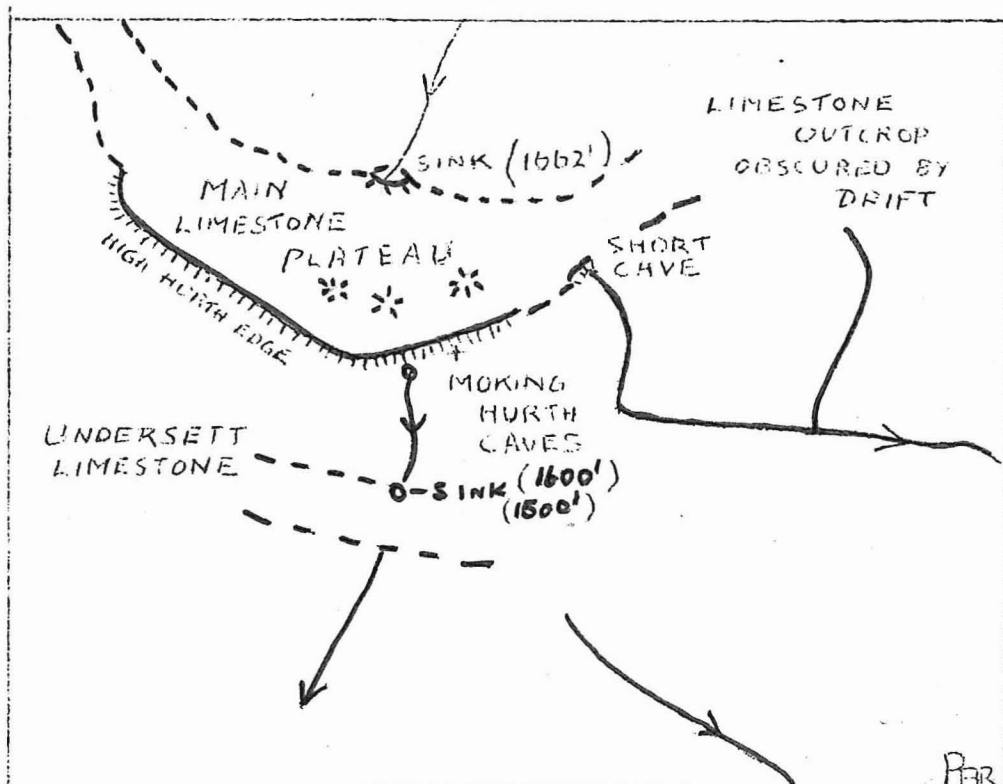 SINK (1662')
LIMESTONE
OUTCROP
OBSCURED BY
DRIFT
MAIN
LIMESTONE
PLATEAU
SHORT
CAVE
HIGH HURTH EDGE
MOKING
HURTH
CAVES
(1600')
UNDERSETT
LIMESTONE
SINK
(1500')